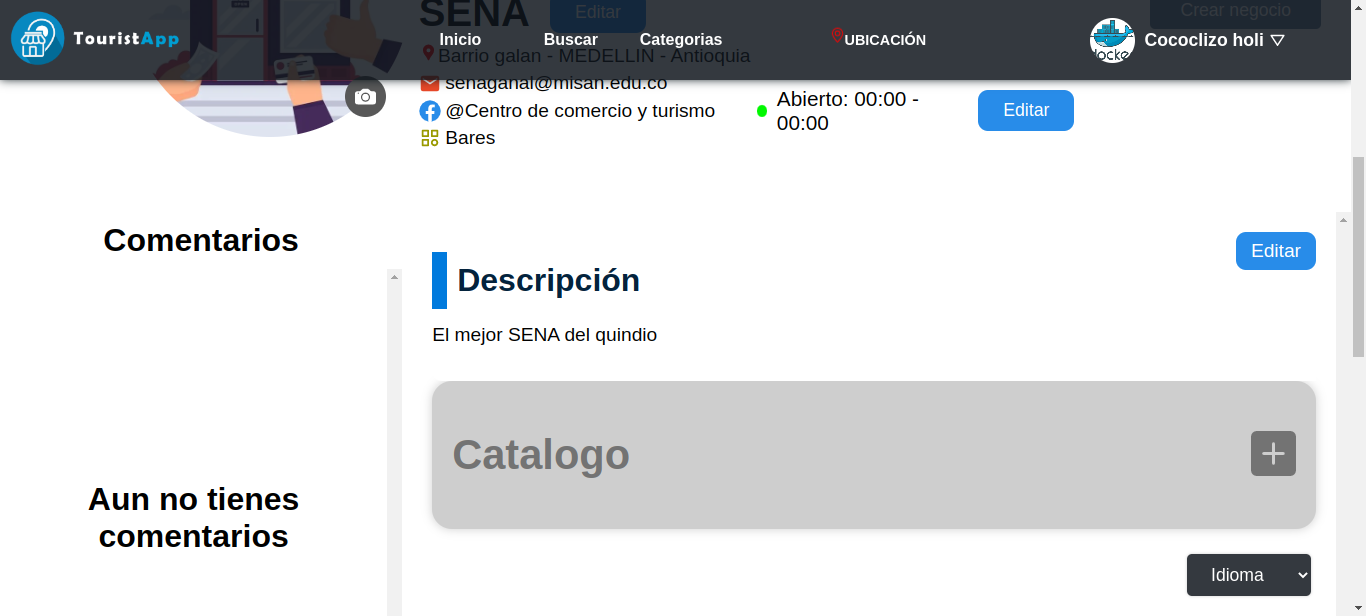 SENA
Editar
Crear negocio
TouristApp
Inicio
Buscar
Categorias
UBICACIÓN
Cococlizo holi
Barrio galan - MEDELLIN - Antioquia
senaganal@misan.edu.co
@Centro de comercio y turismo
Bares
Abierto: 00:00 -
00:00
Editar
Comentarios
Aun no tienes
comentarios
Editar
Descripción
El mejor SENA del quindio
Catalogo
Idioma